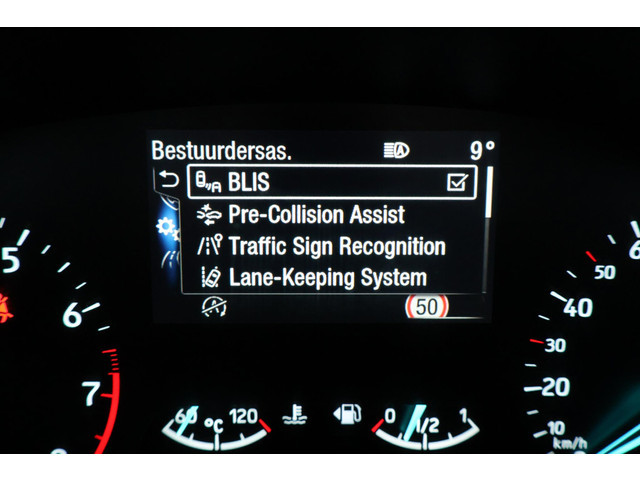 Bestuurdersas. 9°
BLIS
Pre-Collision Assist
Traffic Sign Recognition
Lane-Keeping System
50
5
6
7
60 °C 120
0 1/2 1
50
40
30
20
10
km/h